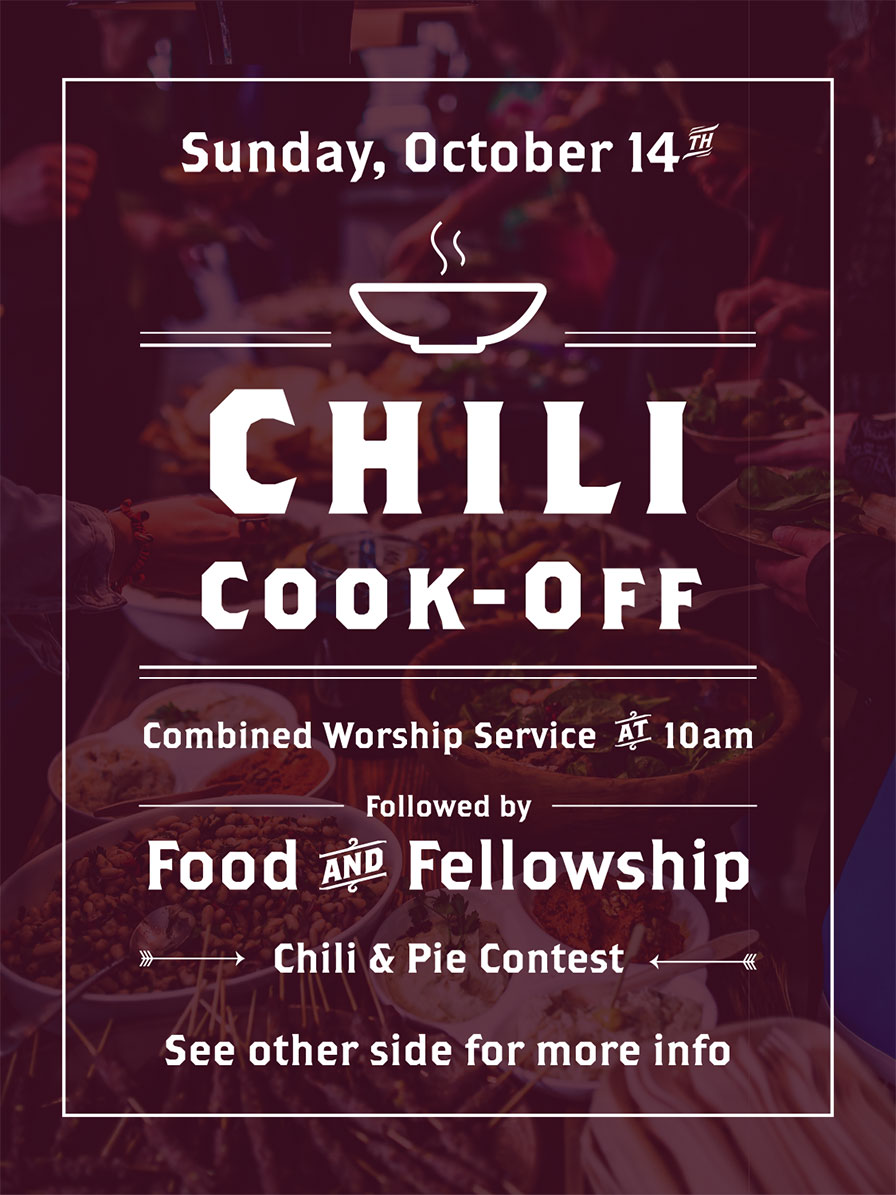 Sunday, October 14TH
CHILI
COOK-OFF
Combined Worship Service AT 10am
Followed by
Food AND Fellowship
Chili & Pie Contest
See other side for more info